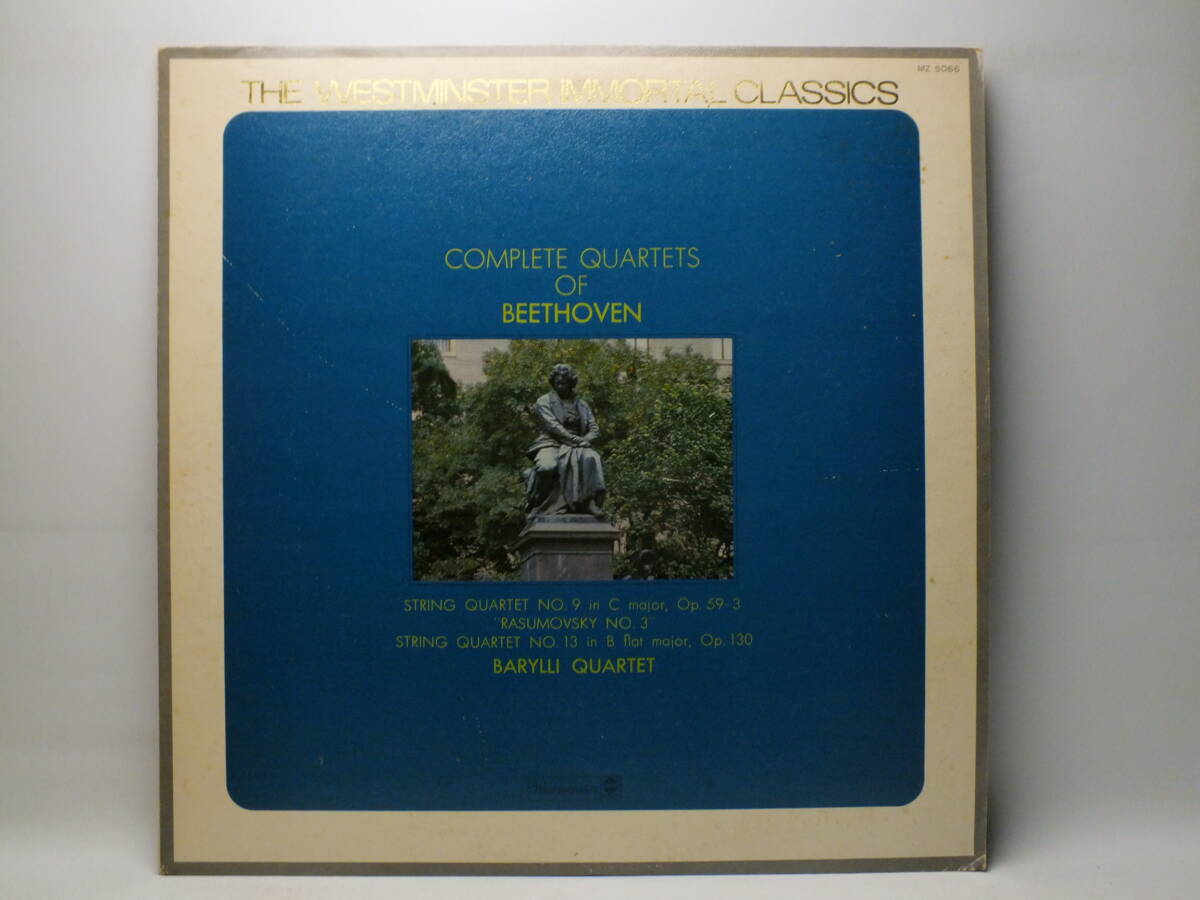 MZ 5066
THE WESTMINSTER IMMORTAL CLASSICS
COMPLETE QUARTETS
OF
BEETHOVEN
STRING QUARTET NO. 9 in C major, Op. 59-3
"RASUMOVSKY NO. 3"
STRING QUARTET NO. 13 in B flat major, Op. 130
BARYLLI QUARTET
Westminster